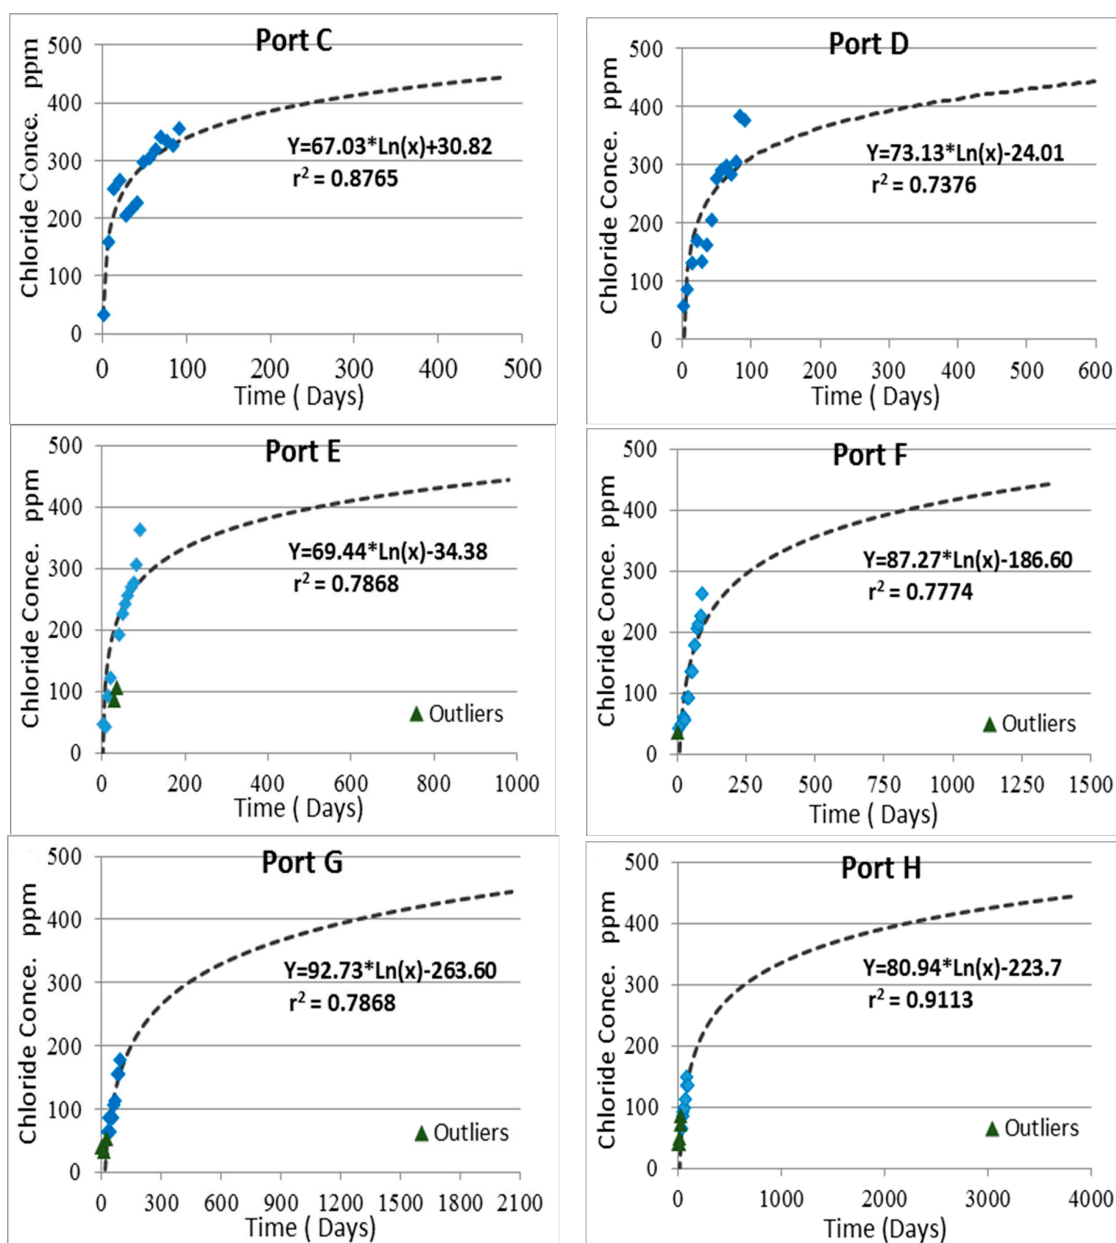 Port C
Chloride Conce. ppm
500
400
300
200
100
0
Y=67.03*Ln(x)+30.82
r² = 0.8765
0 100 200 300 400 500
Time ( Days)
Port D
Chloride Conce. ppm
500
400
300
200
100
0
Y=73.13*Ln(x)-24.01
r² = 0.7376
0 100 200 300 400 500 600
Time ( Days)
Port E
Chloride Conce. ppm
500
400
300
200
100
0
Y=69.44*Ln(x)-34.38
r² = 0.7868
Outliers
0 200 400 600 800 1000
Time ( Days)
Port F
Chloride Conce. ppm
500
400
300
200
100
0
Y=87.27*Ln(x)-186.60
r² = 0.7774
Outliers
0 250 500 750 1000 1250 1500
Time ( Days)
Port G
Chloride Conce. ppm
500
400
300
200
100
0
Y=92.73*Ln(x)-263.60
r² = 0.7868
Outliers
0 300 600 900 1200 1500 1800 2100
Time ( Days)
Port H
Chloride Conce. ppm
500
400
300
200
100
0
Y=80.94*Ln(x)-223.7
r² = 0.9113
Outliers
0 1000 2000 3000 4000
Time (Days)